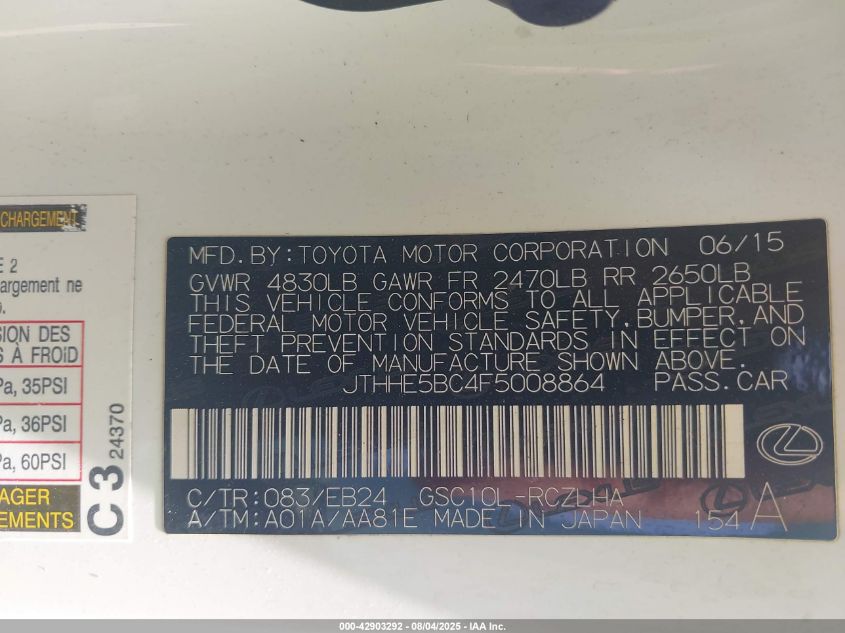 CHARGEMENT
E 2
argement ne
SION DES
À FROID
Pa, 35PSI
Pa, 36PSI
Pa, 60PSI
AGER
EMENTS
C3 24370
MFD. BY: TOYOTA MOTOR CORPORATION 06/15
GVWR 4830LB GAWR FR 2470LB RR 2650LB
THIS VEHICLE CONFORMS TO ALL APPLICABLE
FEDERAL MOTOR VEHICLE SAFETY, BUMPER, AND
THEFT PREVENTION STANDARDS IN EFFECT ON
THE DATE OF MANUFACTURE SHOWN ABOVE.
JTHHE5BC4F5008864 PASS. CAR
C/TR: 083/EB24 GSC10L-RCZLHA
A/TM: A01A/AA81E MADE IN JAPAN 154 A
000-42903292 - 08/04/2025 - IAA Inc.